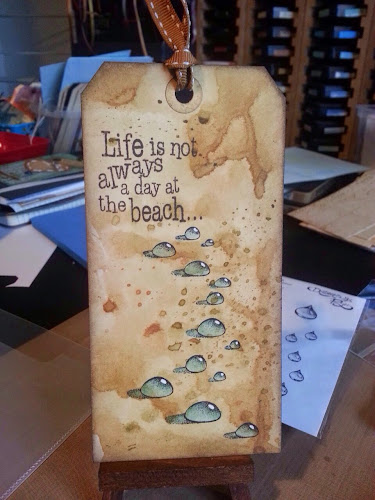 Life is not
always
a day at
the beach...